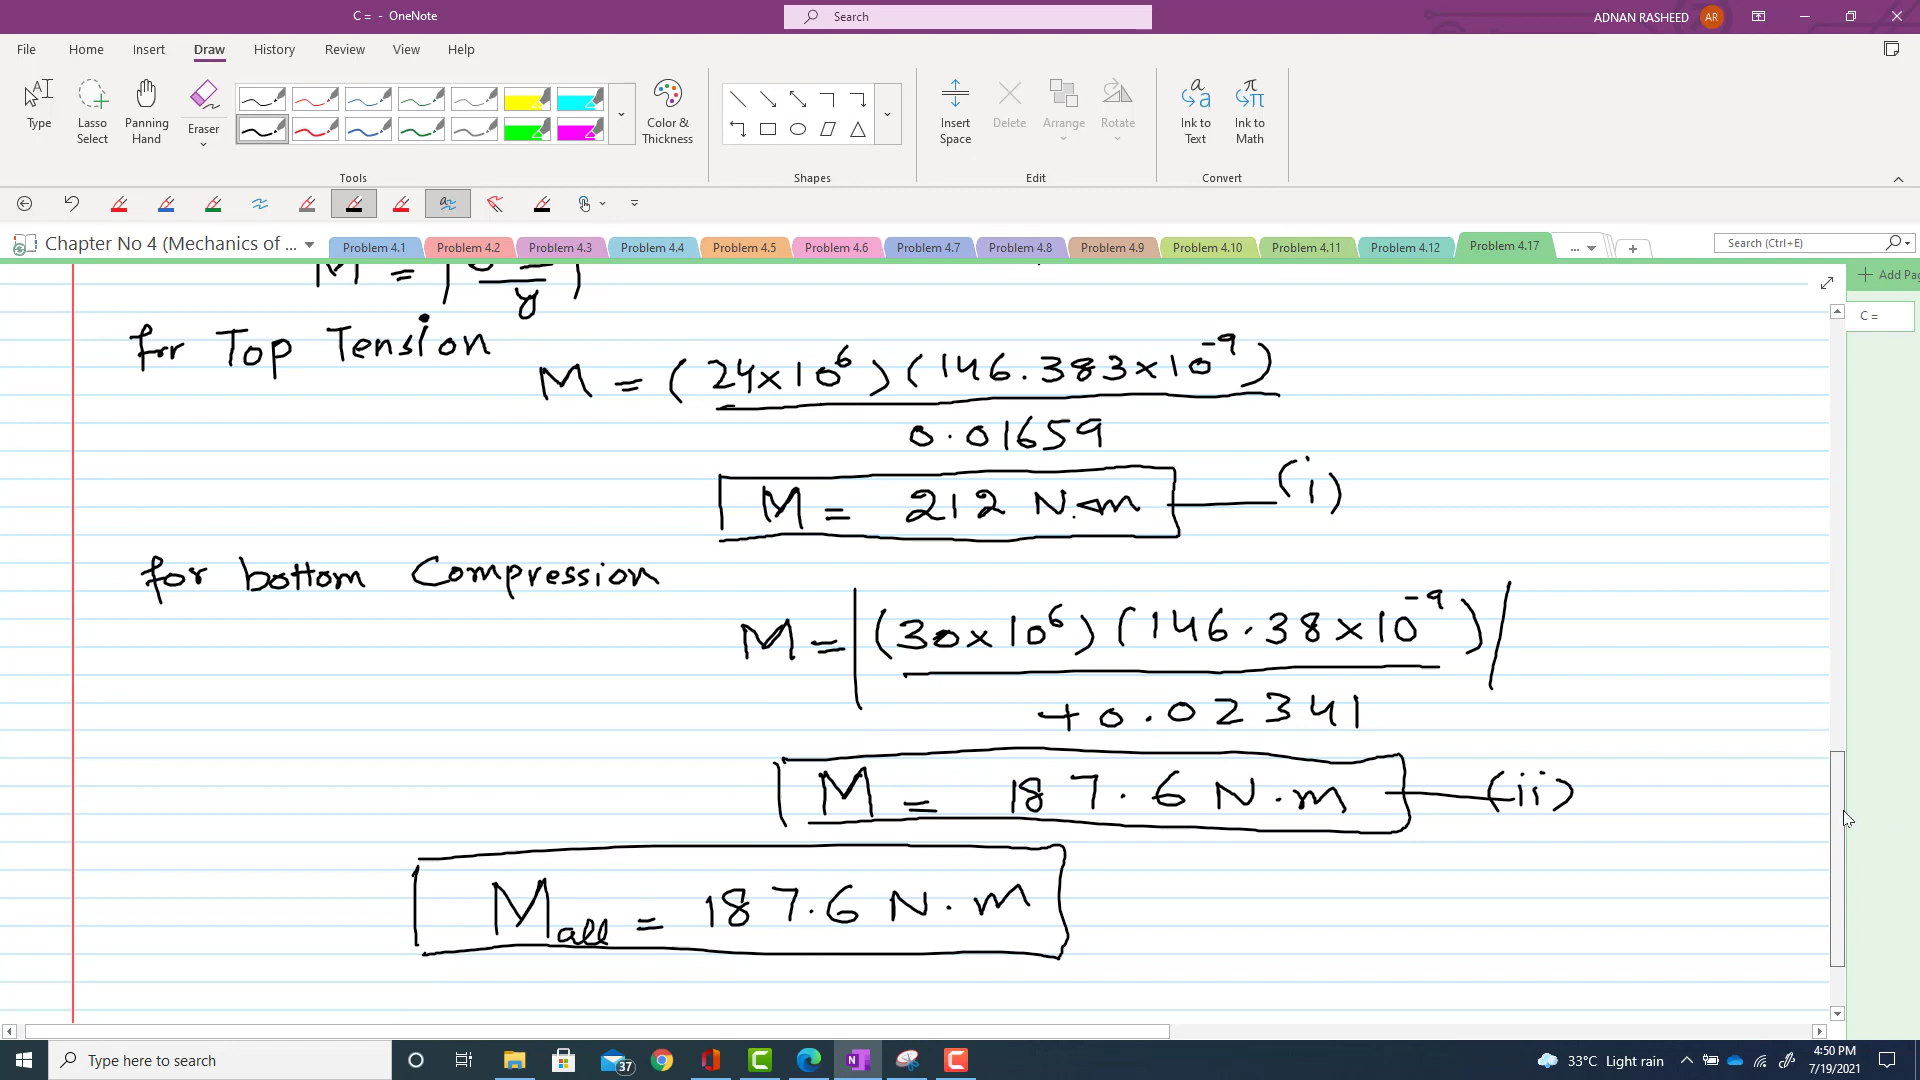 C = - OneNote
Search
ADNAN RASHEED AR
File Home Insert Draw History Review View Help
Type
Lasso Select
Panning Hand
Eraser
Color & Thickness
Insert Space
Delete
Arrange
Rotate
Ink to Text
Ink to Math
Tools
Shapes
Edit
Convert
Chapter No 4 (Mechanics of ...
Problem 4.1 Problem 4.2 Problem 4.3 Problem 4.4 Problem 4.5 Problem 4.6 Problem 4.7 Problem 4.8 Problem 4.9 Problem 4.10 Problem 4.11 Problem 4.12 Problem 4.17 ...
Search (Ctrl+E)
Add Pag
C =
M = | / y |
for Top Tension
M = (24×10⁶)(146.383×10⁻⁹)
0.01659
M = 212 N.m (i)
for bottom Compression
M = |(30×10⁶)(146.38×10⁻⁹)|
+0.02341
M = 187.6 N.m (ii)
Mall = 187.6 N.m
Type here to search
37
33°C Light rain
4:50 PM
7/19/2021